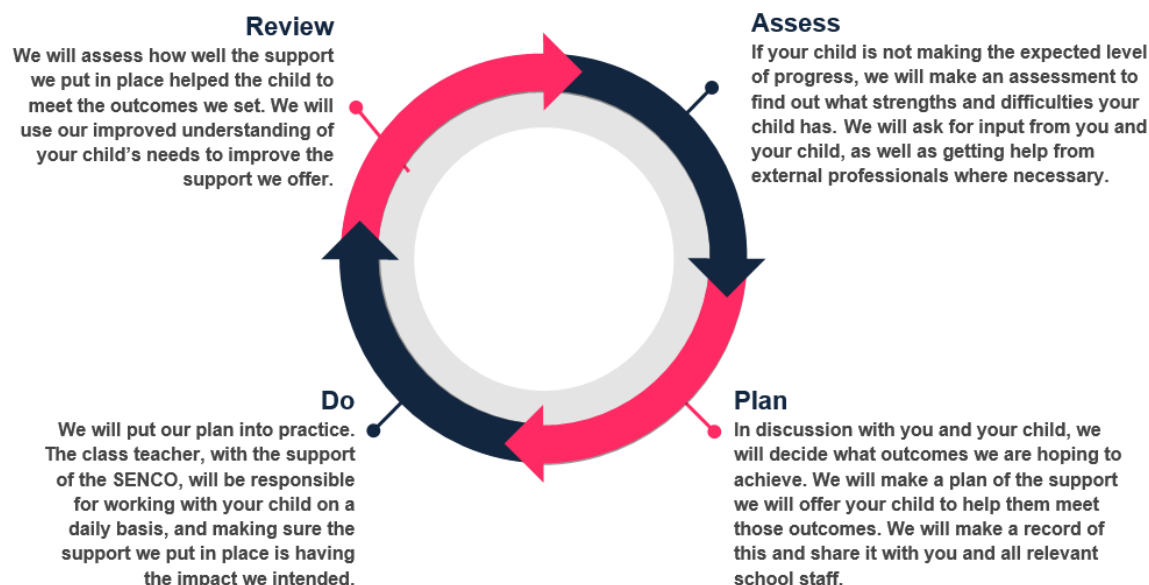 Review
We will assess how well the support
we put in place helped the child to
meet the outcomes we set. We will
use our improved understanding of
your child’s needs to improve the
support we offer.
Assess
If your child is not making the expected level
of progress, we will make an assessment to
find out what strengths and difficulties your
child has. We will ask for input from you and
your child, as well as getting help from
external professionals where necessary.
Do
We will put our plan into practice.
The class teacher, with the support
of the SENCO, will be responsible
for working with your child on a
daily basis, and making sure the
support we put in place is having
the impact we intended.
Plan
In discussion with you and your child, we
will decide what outcomes we are hoping to
achieve. We will make a plan of the support
we will offer your child to help them meet
those outcomes. We will make a record of
this and share it with you and all relevant
school staff.